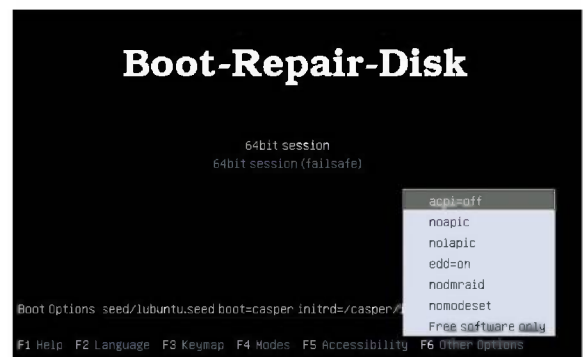 Boot-Repair-Disk
64bit session
64bit session (failsafe)
acpi=off
noapic
nolapic
edd=on
nodmraid
nomodeset
Free software only
Boot Options seed/lubuntu.seed boot=casper initrd=/casper/
F1 Help F2 Language F3 Keymap F4 Modes F5 Accessibility F6 Other Options